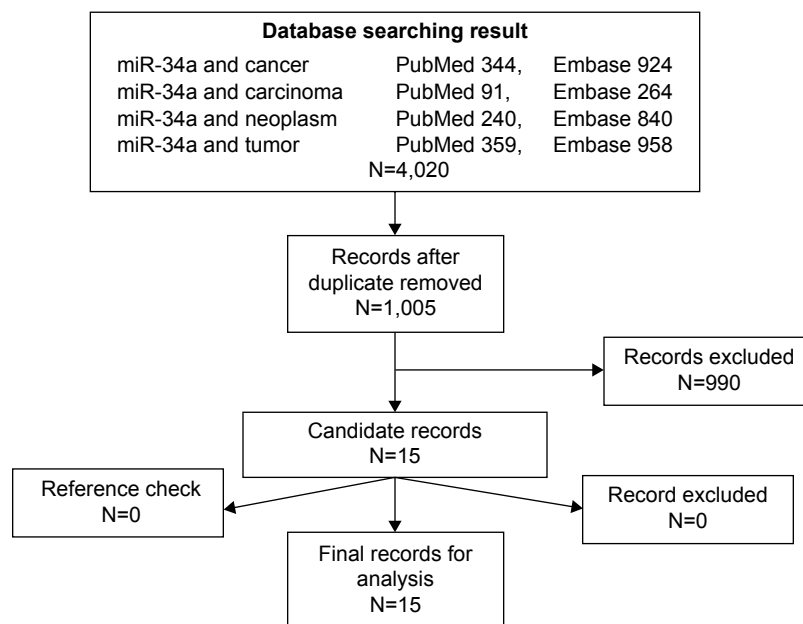 Database searching result
miR-34a and cancer PubMed 344, Embase 924
miR-34a and carcinoma PubMed 91, Embase 264
miR-34a and neoplasm PubMed 240, Embase 840
miR-34a and tumor PubMed 359, Embase 958
N=4,020
Records after
duplicate removed
N=1,005
Records excluded
N=990
Candidate records
N=15
Reference check
N=0
Record excluded
N=0
Final records for
analysis
N=15